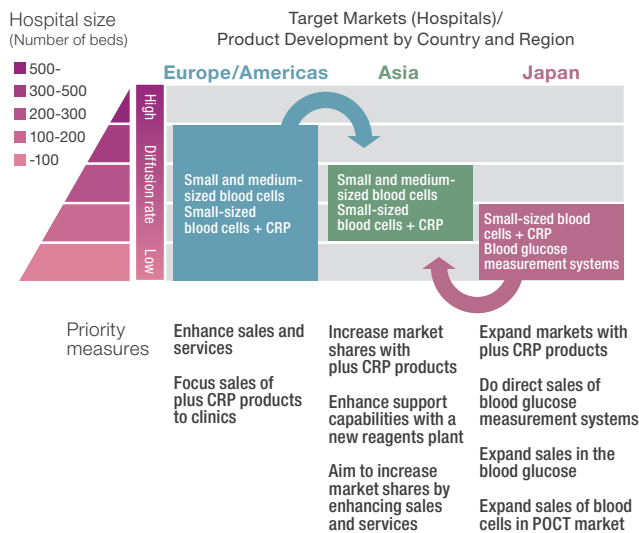 Hospital size
(Number of beds)
500-
300-500
200-300
100-200
-100
Target Markets (Hospitals)/
Product Development by Country and Region
Europe/Americas
Asia
Japan
High
Diffusion rate
Low
Small and medium-
sized blood cells
Small-sized
blood cells + CRP
Small and medium-
sized blood cells
Small-sized
blood cells + CRP
Small-sized blood
cells + CRP
Blood glucose
measurement systems
Priority
measures
Enhance sales and
services
Focus sales of
plus CRP products
to clinics
Increase market
shares with
plus CRP products
Enhance support
capabilities with a
new reagents plant
Aim to increase
market shares by
enhancing sales
and services
Expand markets with
plus CRP products
Do direct sales of
blood glucose
measurement systems
Expand sales in the
blood glucose
Expand sales of blood
cells in POCT market